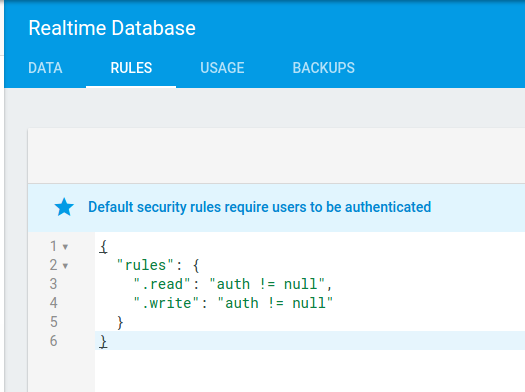 Realtime Database
DATA RULES USAGE BACKUPS
Default security rules require users to be authenticated
1 {
2 "rules": {
3 ".read": "auth != null",
4 ".write": "auth != null"
5 }
6 }